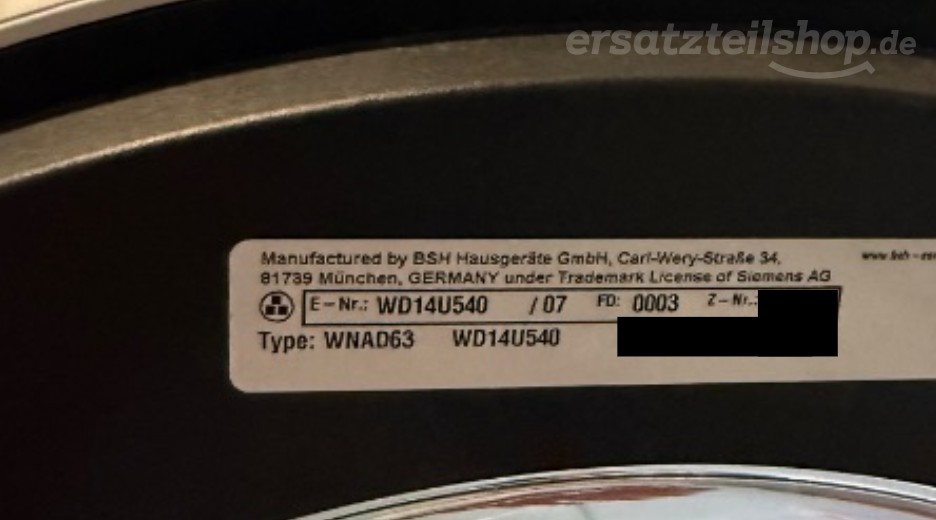 ersatzteilshop.de
Manufactured by BSH Hausgeräte GmbH, Carl-Wery-Straße 34,
81739 München, GERMANY under Trademark License of Siemens AG
E-Nr.: WD14U540 /07 FD: 0003 Z-Nr.:
Type: WNAD63 WD14U540